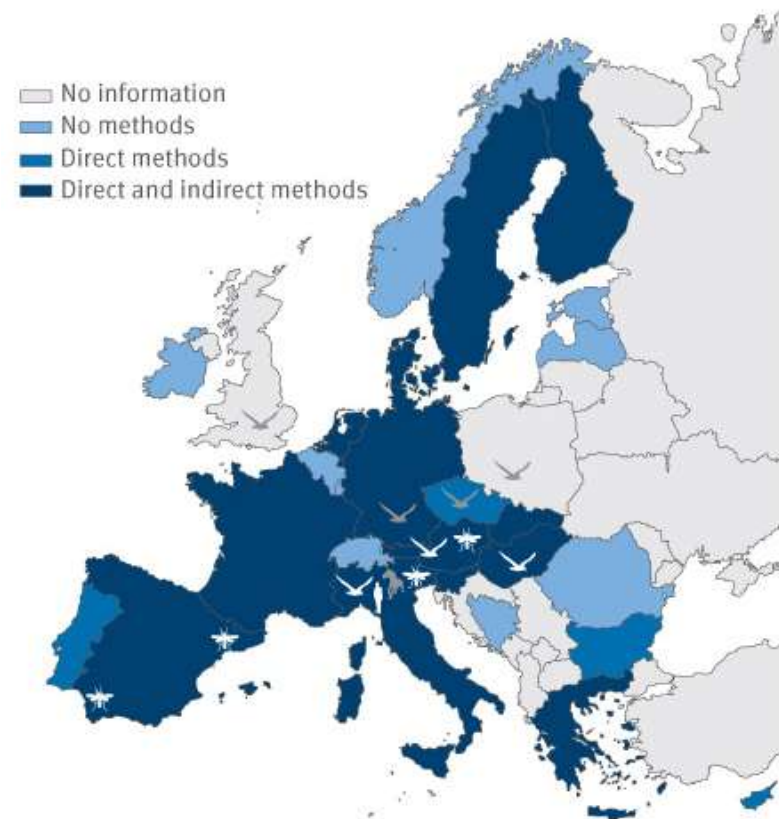 No information
No methods
Direct methods
Direct and indirect methods